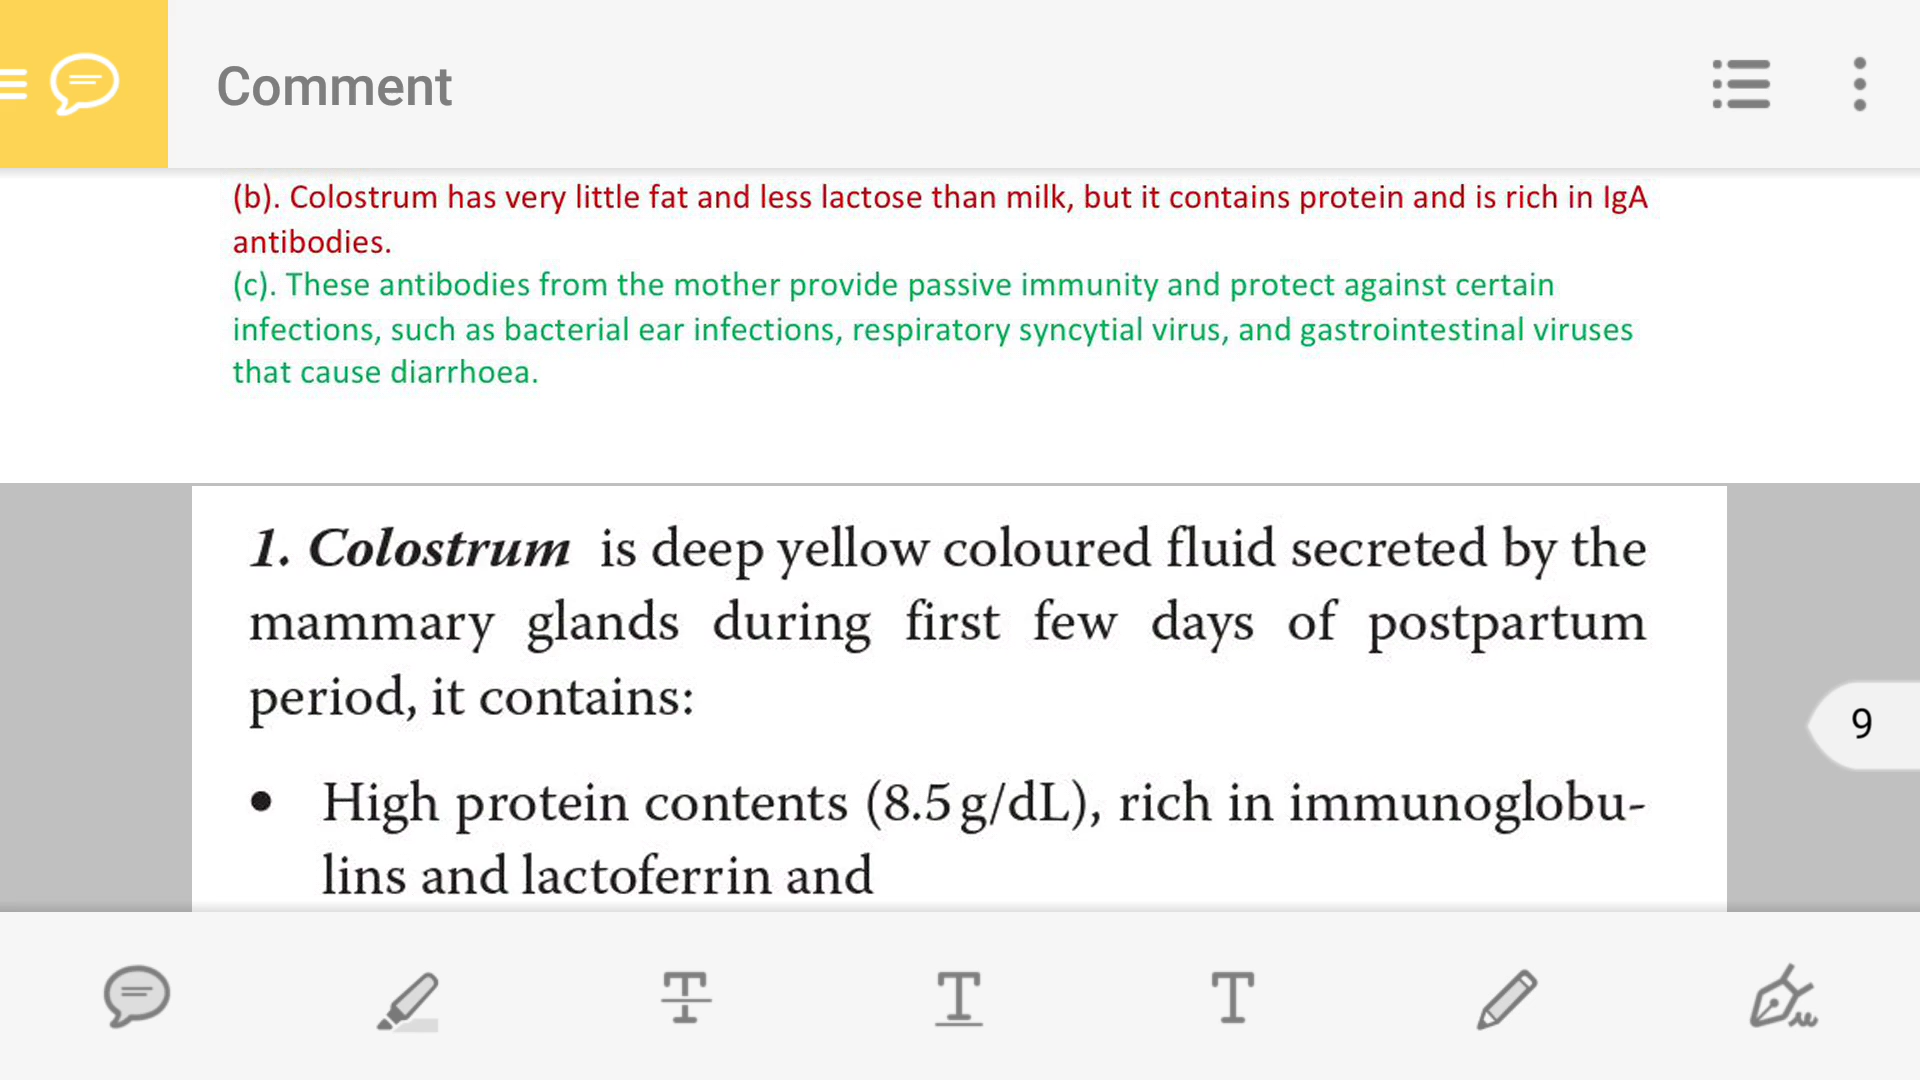 Comment
(b). Colostrum has very little fat and less lactose than milk, but it contains protein and is rich in IgA
antibodies.
(c). These antibodies from the mother provide passive immunity and protect against certain
infections, such as bacterial ear infections, respiratory syncytial virus, and gastrointestinal viruses
that cause diarrhoea.
1. Colostrum is deep yellow coloured fluid secreted by the
mammary glands during first few days of postpartum
period, it contains:
9
• High protein contents (8.5 g/dL), rich in immunoglobu-
lins and lactoferrin and